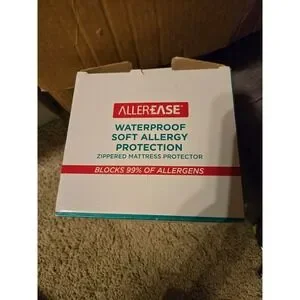 ALLEREASE
WATERPROOF
SOFT ALLERGY
PROTECTION
ZIPPERED MATTRESS PROTECTOR
BLOCKS 99% OF ALLERGENS